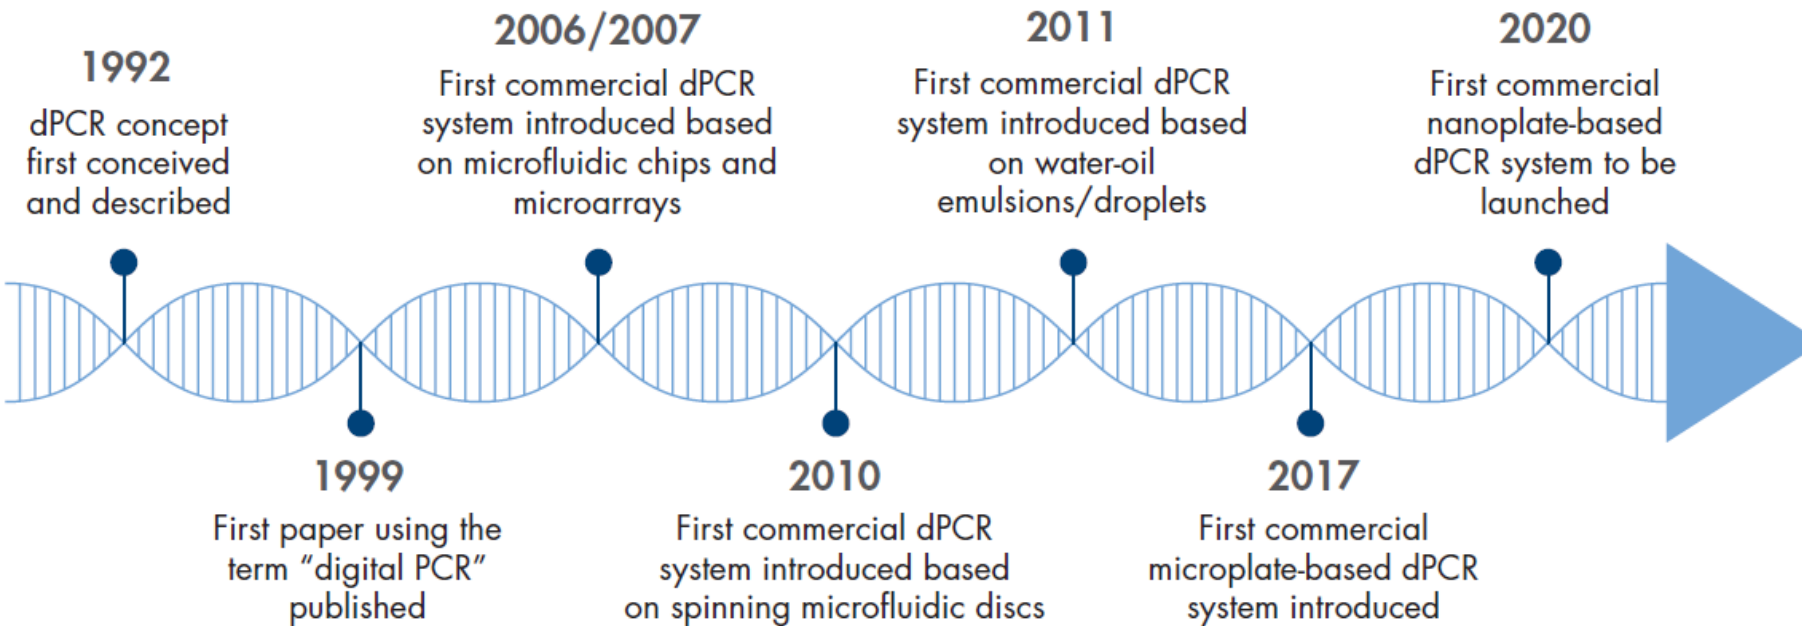 1992
dPCR concept
first conceived
and described
1999
First paper using the
term “digital PCR”
published
2006/2007
First commercial dPCR
system introduced based
on microfluidic chips and
microarrays
2010
First commercial dPCR
system introduced based
on spinning microfluidic discs
2011
First commercial dPCR
system introduced based
on water-oil
emulsions/droplets
2017
First commercial
microplate-based dPCR
system introduced
2020
First commercial
nanoplate-based
dPCR system to be
launched